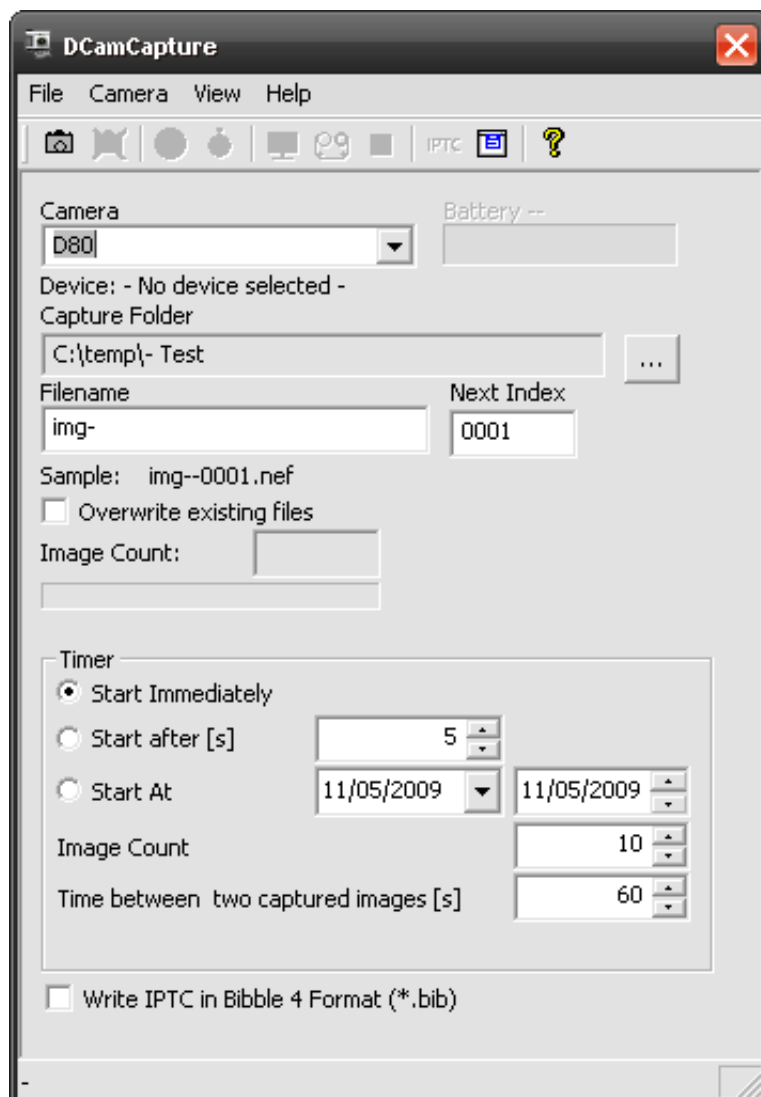 DCamCapture
File Camera View Help
IPTC
Camera Battery --
D80
Device: - No device selected -
Capture Folder
C:\temp\- Test ...
Filename Next Index
img- 0001
Sample: img--0001.nef
Overwrite existing files
Image Count:
Timer
Start Immediately
Start after [s] 5
Start At 11/05/2009 11/05/2009
Image Count 10
Time between two captured images [s] 60
Write IPTC in Bibble 4 Format (*.bib)
-